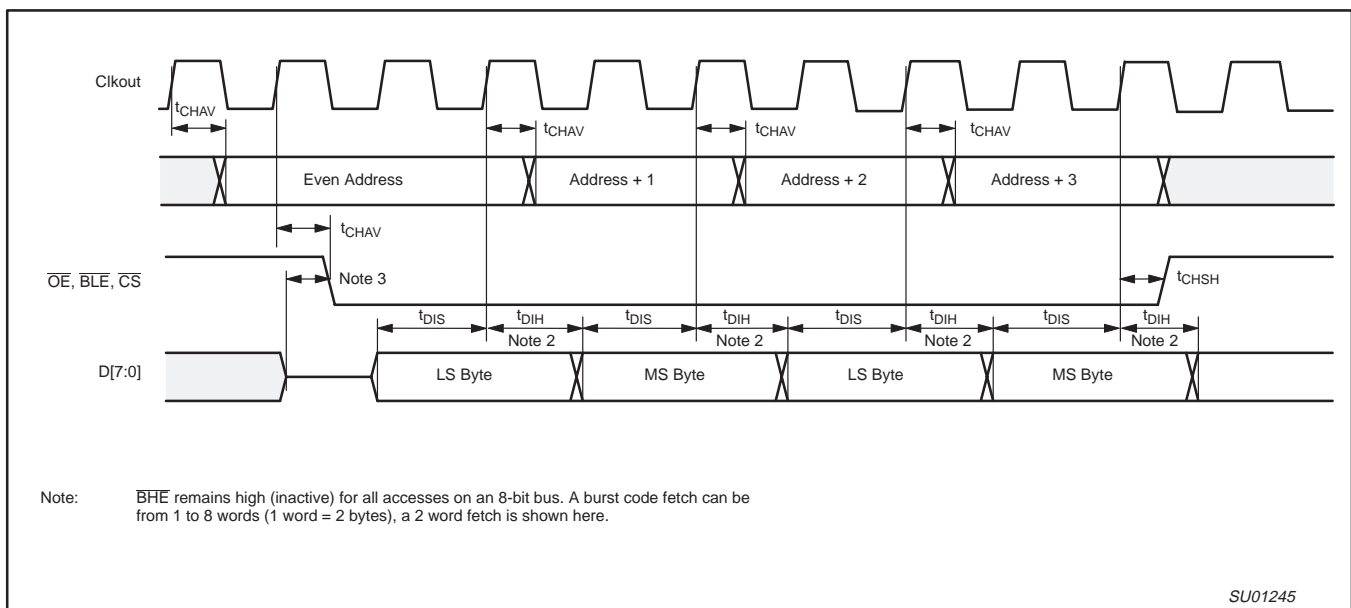 Clkout
tCHAV
tCHAV
tCHAV
tCHAV
Even Address
Address + 1
Address + 2
Address + 3
tCHAV
OE, BLE, CS
Note 3
tCHSH
tDIS
tDIH
tDIS
tDIH
tDIS
tDIH
tDIS
tDIH
Note 2
Note 2
Note 2
Note 2
D[7:0]
LS Byte
MS Byte
LS Byte
MS Byte
Note: BHE remains high (inactive) for all accesses on an 8-bit bus. A burst code fetch can be
from 1 to 8 words (1 word = 2 bytes), a 2 word fetch is shown here.
SU01245